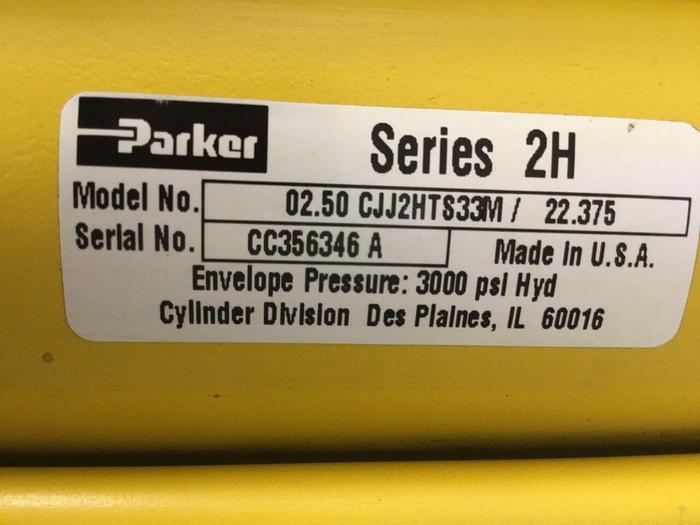 Parker
Series 2H
Model No. 02.50 CJJ2HTS33M / 22.375
Serial No. CC356346 A Made In U.S.A.
Envelope Pressure: 3000 psi Hyd
Cylinder Division Des Plaines, IL 60016